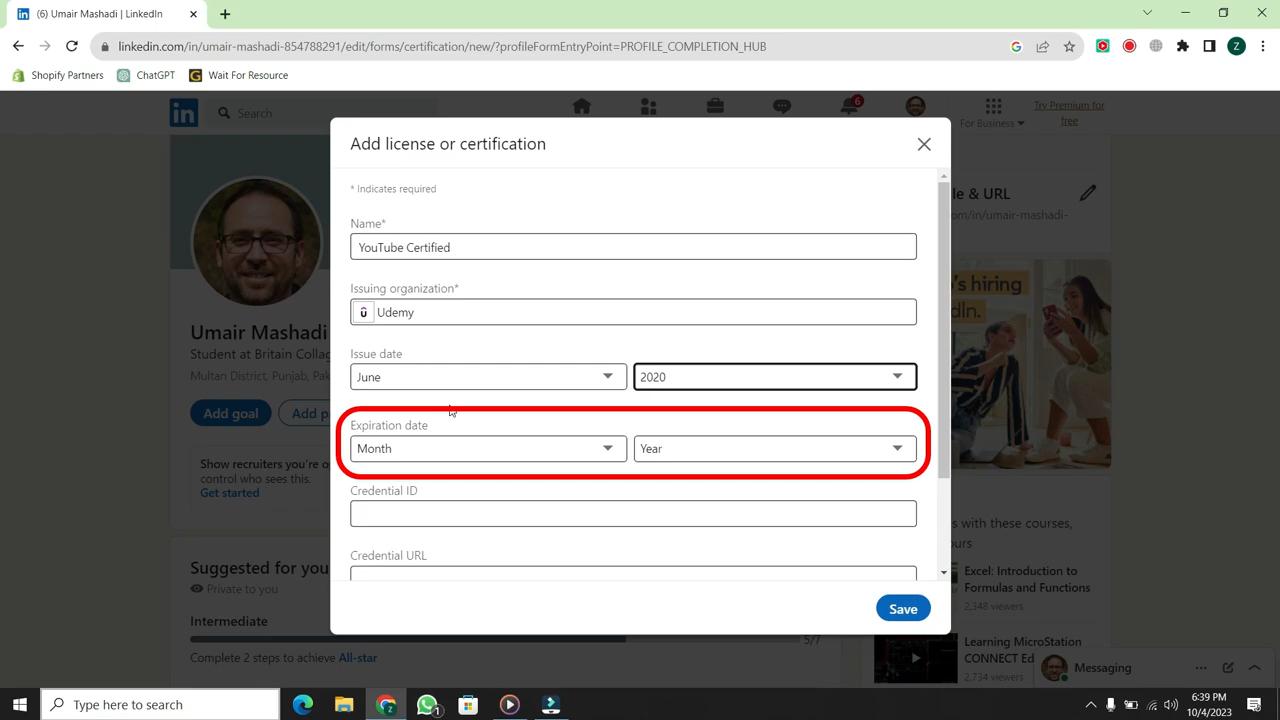 (6) Umair Mashadi | LinkedIn
linkedin.com/in/umair-mashadi-854788291/edit/forms/certification/new/?profileFormEntryPoint=PROFILE_COMPLETION_HUB
Z
Shopify Partners
ChatGPT
Wait For Resource
in
Search
6
For Business
Try Premium for
free
Add license or certification
* Indicates required
Name*
YouTube Certified
Issuing organization*
Udemy
Issue date
June
2020
Expiration date
Month
Year
Credential ID
Credential URL
Save
Umair Mashadi
Student at Britain Colla
Multan District, Punjab, Pak
Add goal
Add p
Show recruiters you're o
control who sees this.
Get started
Suggested for you
Private to you
Intermediate
5/7
Complete 2 steps to achieve All-star
le & URL
om/in/umair-mashadi-
o's hiring
dIn.
s with these courses,
ours
Excel: Introduction to
Formulas and Functions
2,348 viewers
Learning MicroStation
CONNECT Ed
2,734 viewers
Messaging
Type here to search
1
6:39 PM
10/4/2023